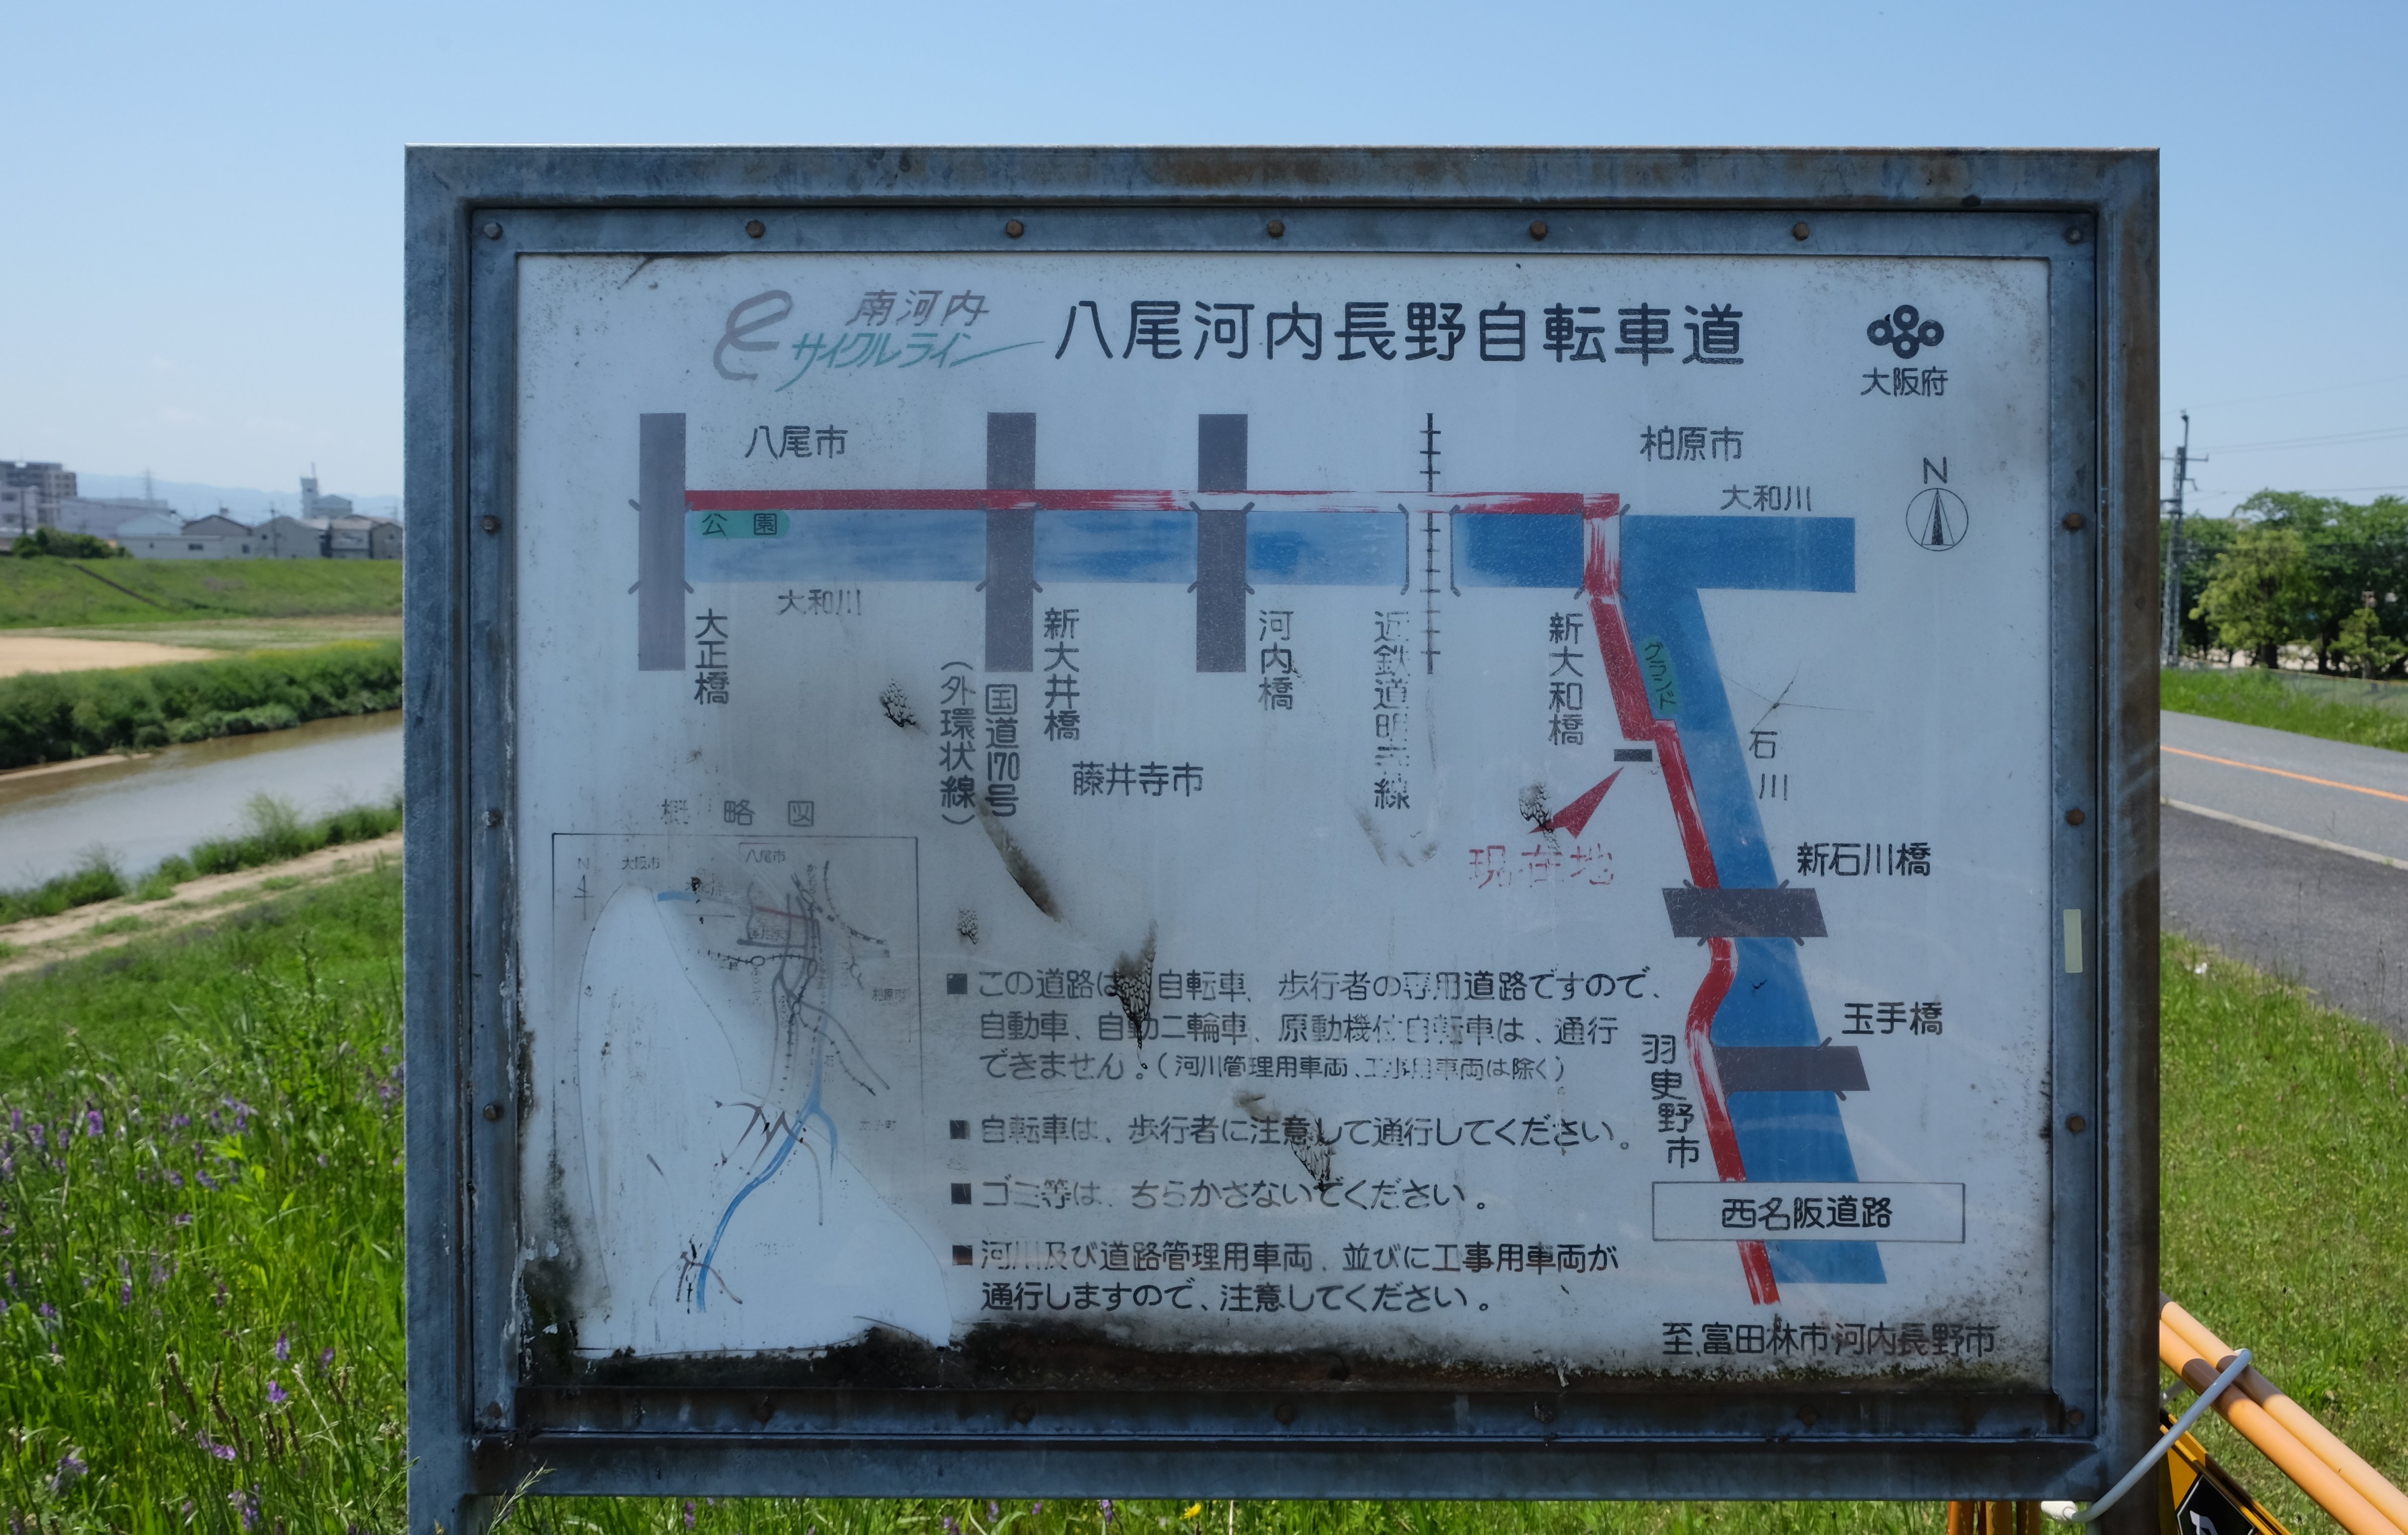 南河内
サイクルライン
八尾河内長野自転車道
大阪府
八尾市
柏原市
N
大和川
公園
大和川
大正橋
国道170号
(外環状線)
新大井橋
河内橋
近鉄道明寺線
新大和橋
グランド
石川
藤井寺市
現在地
新石川橋
玉手橋
羽曳野市
西名阪道路
至富田林市河内長野市
概略図
N
大阪市
八尾市
柏原市
■この道路は、自転車、歩行者の専用道路ですので、
自動車、自動二輪車、原動機付自転車は、通行
できません。(河川管理用車両、工事用車両は除く)
■自転車は、歩行者に注意して通行してください。
■ゴミ等は、ちらかさないでください。
■河川及び道路管理用車両、並びに工事用車両が
通行しますので、注意してください。